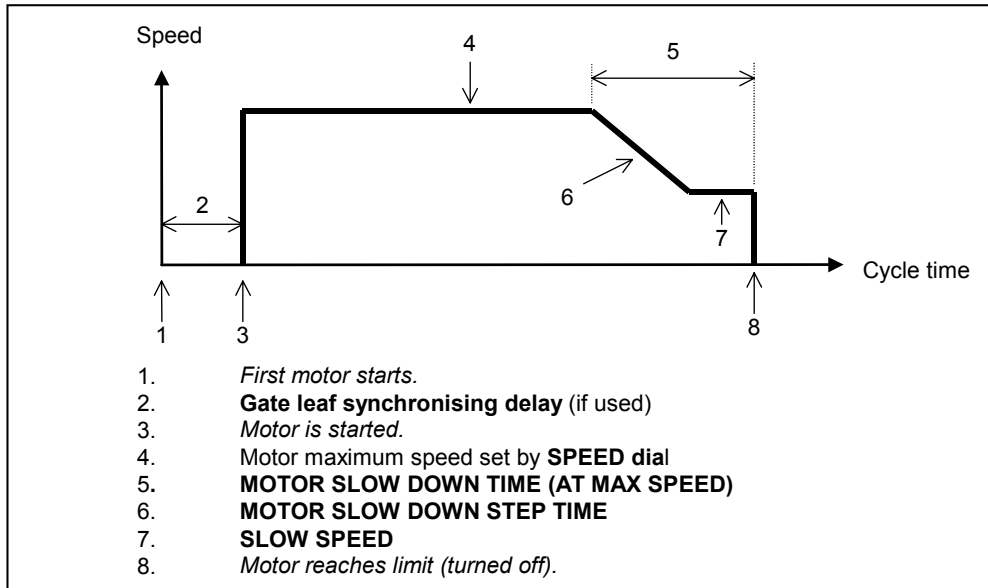 Speed
4
5
2
6
7
Cycle time
1
3
8
1. First motor starts.
2. Gate leaf synchronising delay (if used)
3. Motor is started.
4. Motor maximum speed set by SPEED dial
5. MOTOR SLOW DOWN TIME (AT MAX SPEED)
6. MOTOR SLOW DOWN STEP TIME
7. SLOW SPEED
8. Motor reaches limit (turned off).